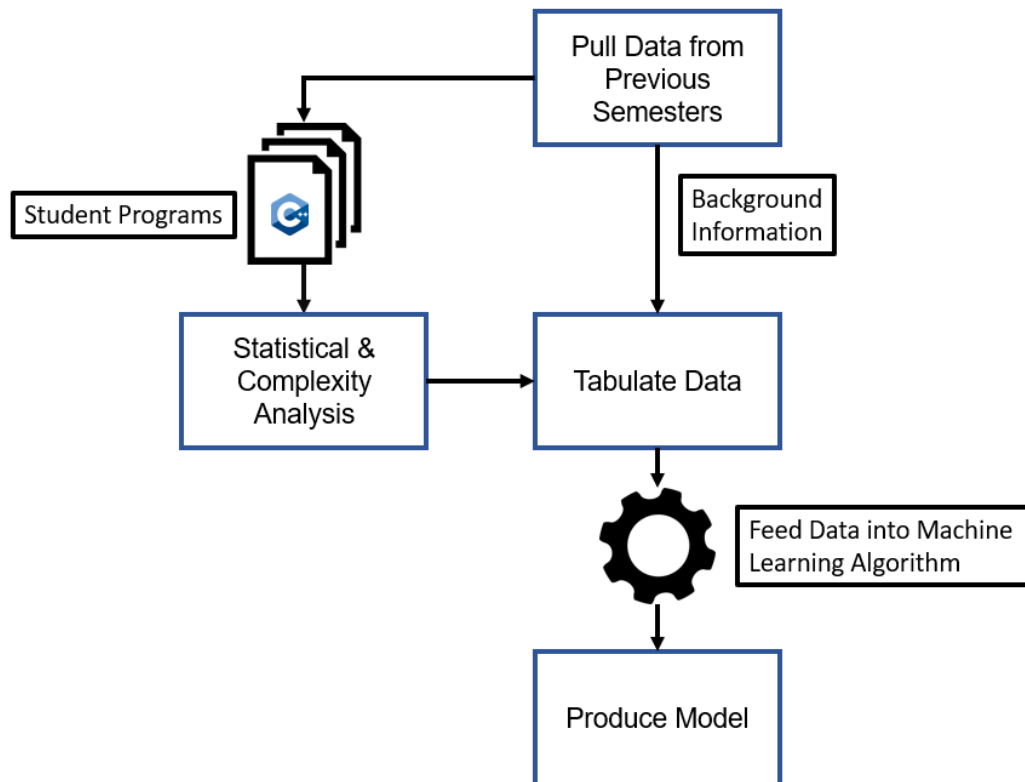 Pull Data from
Previous
Semesters
Student Programs
C++
Background
Information
Statistical &
Complexity
Analysis
Tabulate Data
Feed Data into Machine
Learning Algorithm
Produce Model